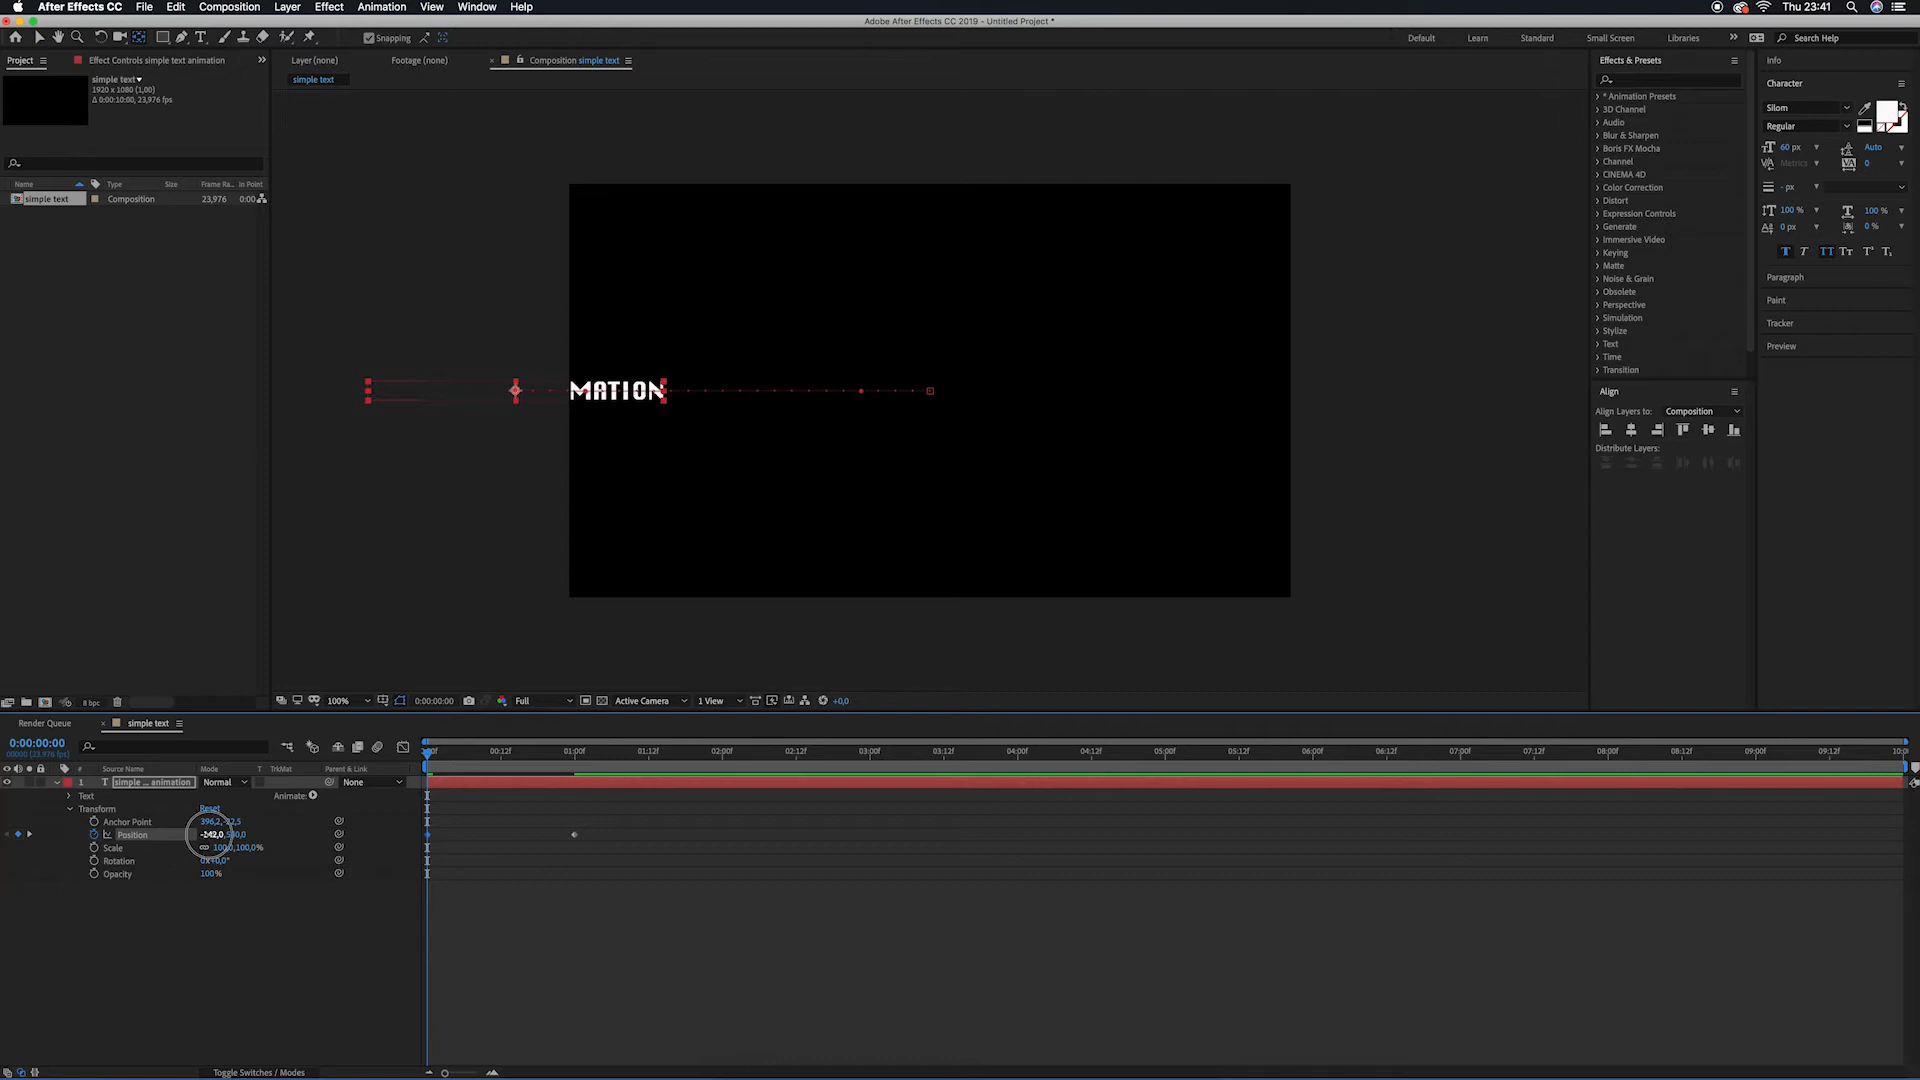 After Effects CC File Edit Composition Layer Effect Animation View Window Help Thu 23:41
Adobe After Effects CC 2019 - Untitled Project *
Snapping Default Learn Standard Small Screen Libraries Search Help
Project Effect Controls simple text animation Layer (none) Footage (none) Composition simple text Effects & Presets Info
simple text
1920 x 1080 (1,00)
Δ 0:00:10:00, 23,976 fps
simple text
Name Type Size Frame Ra... In Point
simple text Composition 23,976 0:00
MATION
* Animation Presets
3D Channel
Audio
Blur & Sharpen
Boris FX Mocha
Channel
CINEMA 4D
Color Correction
Distort
Expression Controls
Generate
Immersive Video
Keying
Matte
Noise & Grain
Obsolete
Perspective
Simulation
Stylize
Text
Time
Transition
Align
Align Layers to: Composition
Distribute Layers:
Character
Silom
Regular
60 px Auto
Metrics 0
- px
100 % 100 %
0 px 0 %
T T TT Tт T¹ T₁
Paragraph
Paint
Tracker
Preview
8 bpc 100% 0:00:00:00 Full Active Camera 1 View +0,0
Render Queue simple text
0:00:00:00
00000 (23.976 fps)
00f 00:12f 01:00f 01:12f 02:00f 02:12f 03:00f 03:12f 04:00f 04:12f 05:00f 05:12f 06:00f 06:12f 07:00f 07:12f 08:00f 08:12f 09:00f 09:12f 10:0
# Source Name Mode T TrkMat Parent & Link
1 T simple ... animation Normal None
Text Animate:
Transform Reset
Anchor Point 396,2
Position -142,0
Scale 100,0,100,0%
Rotation 0x+0,0°
Opacity 100%
Toggle Switches / Modes